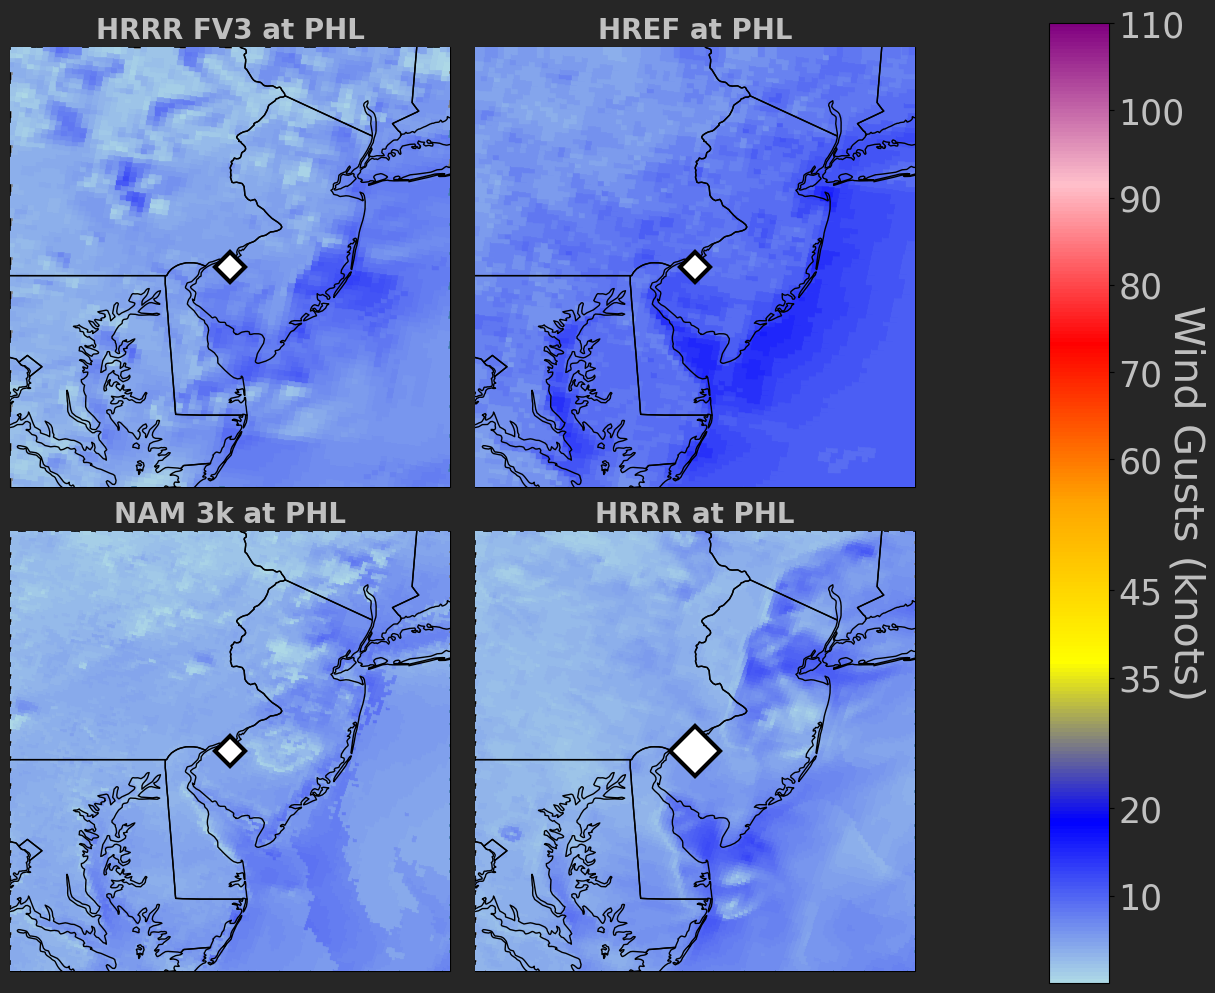 HRRR FV3 at PHL
HREF at PHL
NAM 3k at PHL
HRRR at PHL
110
100
90
80
70
60
45
35
20
10
Wind Gusts (knots)